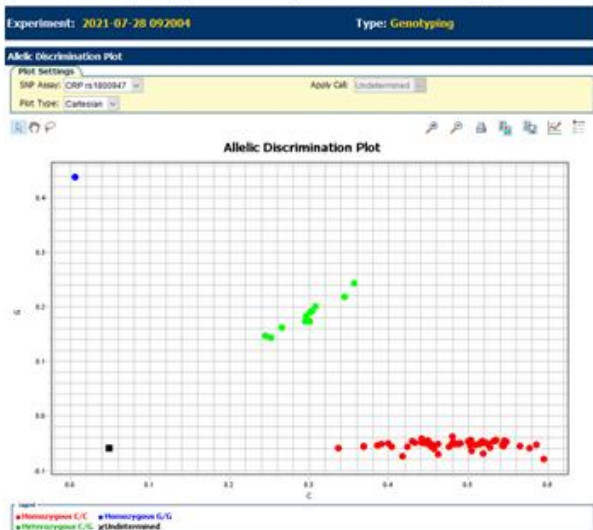 Experiment: 2021-07-28 092004 Type: Genotyping
Allelic Discrimination Plot
Plot Settings
SNP Assay: CRP rs1800947 Apply Call: Undetermined
Plot Type: Cartesian
Allelic Discrimination Plot
0.4
0.3
0.2
G
0.1
0.0
-0.1
0.0 0.1 0.2 0.3 0.4 0.5 0.6
C
Legend
Homozygous C/C Homozygous G/G
Heterozygous C/G Undetermined